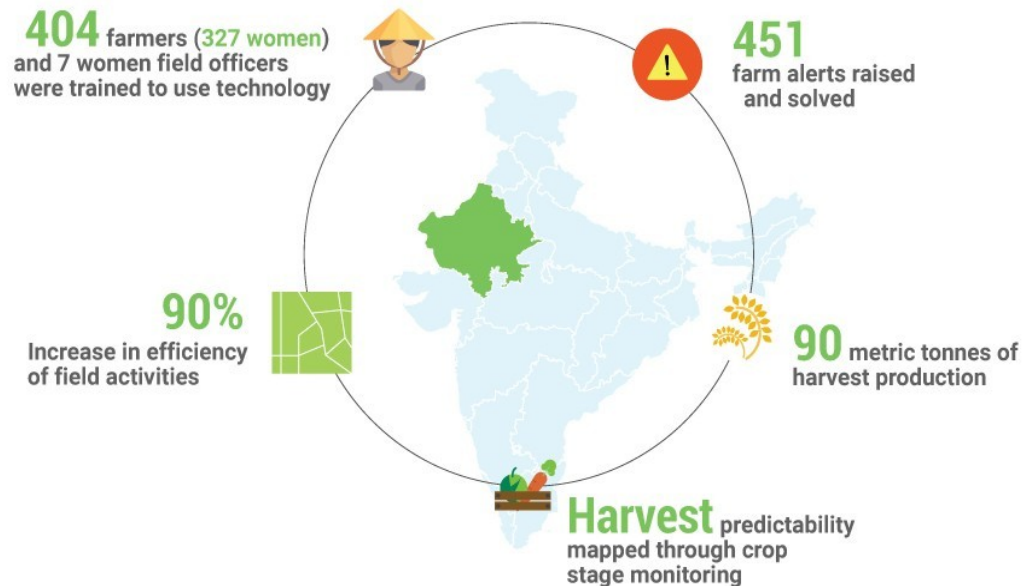 404 farmers (327 women)
and 7 women field officers
were trained to use technology
451
farm alerts raised
and solved
90%
Increase in efficiency
of field activities
90 metric tonnes of
harvest production
Harvest predictability
mapped through crop
stage monitoring